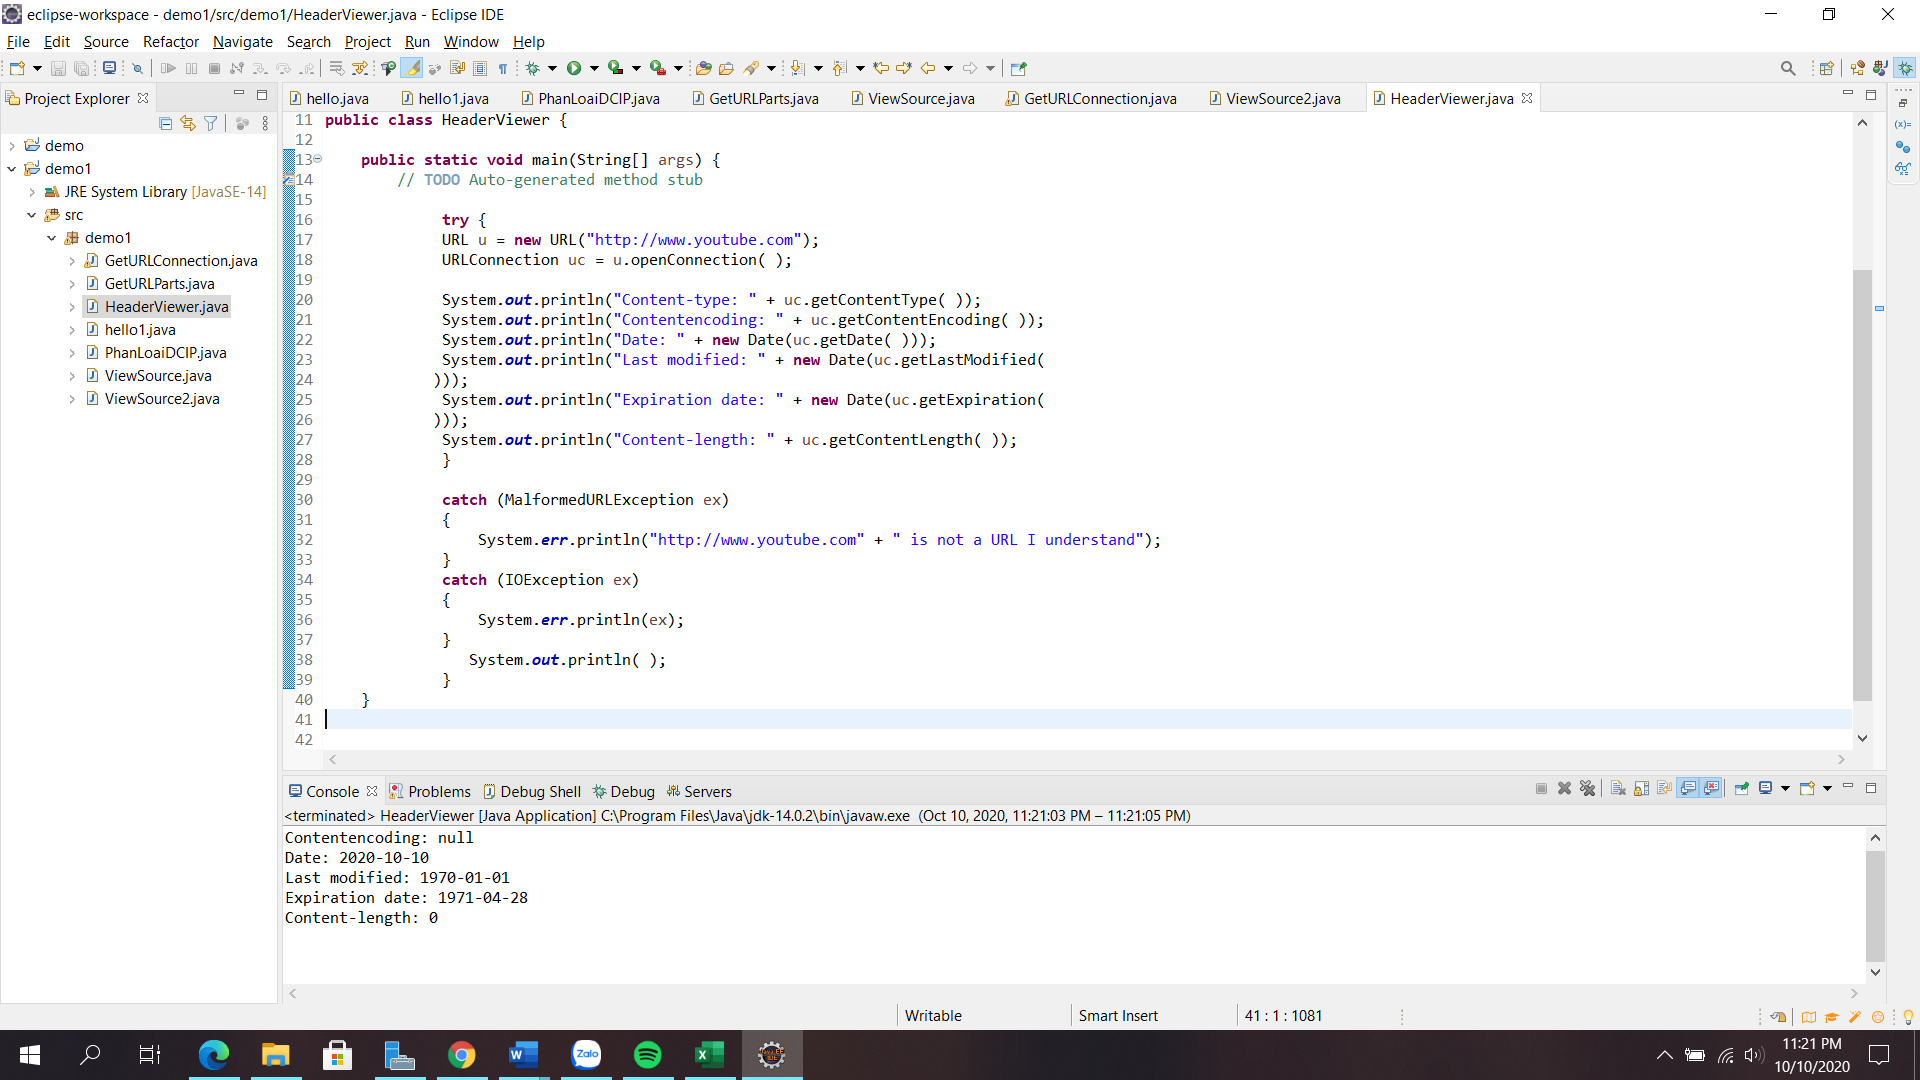 eclipse-workspace - demo1/src/demo1/HeaderViewer.java - Eclipse IDE
File Edit Source Refactor Navigate Search Project Run Window Help
Project Explorer
hello.java hello1.java PhanLoaiDCIP.java GetURLParts.java ViewSource.java GetURLConnection.java ViewSource2.java HeaderViewer.java
demo
demo1
JRE System Library [JavaSE-14]
src
demo1
GetURLConnection.java
GetURLParts.java
HeaderViewer.java
hello1.java
PhanLoaiDCIP.java
ViewSource.java
ViewSource2.java
11 public class HeaderViewer {
12
13 public static void main(String[] args) {
14 // TODO Auto-generated method stub
15
16 try {
17 URL u = new URL("http://www.youtube.com");
18 URLConnection uc = u.openConnection( );
19
20 System.out.println("Content-type: " + uc.getContentType( ));
21 System.out.println("Contentencoding: " + uc.getContentEncoding( ));
22 System.out.println("Date: " + new Date(uc.getDate( )));
23 System.out.println("Last modified: " + new Date(uc.getLastModified(
24 )));
25 System.out.println("Expiration date: " + new Date(uc.getExpiration(
26 )));
27 System.out.println("Content-length: " + uc.getContentLength( ));
28 }
29
30 catch (MalformedURLException ex)
31 {
32 System.err.println("http://www.youtube.com" + " is not a URL I understand");
33 }
34 catch (IOException ex)
35 {
36 System.err.println(ex);
37 }
38 System.out.println( );
39 }
40 }
41
42
Console Problems Debug Shell Debug Servers
<terminated> HeaderViewer [Java Application] C:\Program Files\Java\jdk-14.0.2\bin\javaw.exe (Oct 10, 2020, 11:21:03 PM – 11:21:05 PM)
Contentencoding: null
Date: 2020-10-10
Last modified: 1970-01-01
Expiration date: 1971-04-28
Content-length: 0
Writable Smart Insert 41 : 1 : 1081
Zalo
11:21 PM
10/10/2020